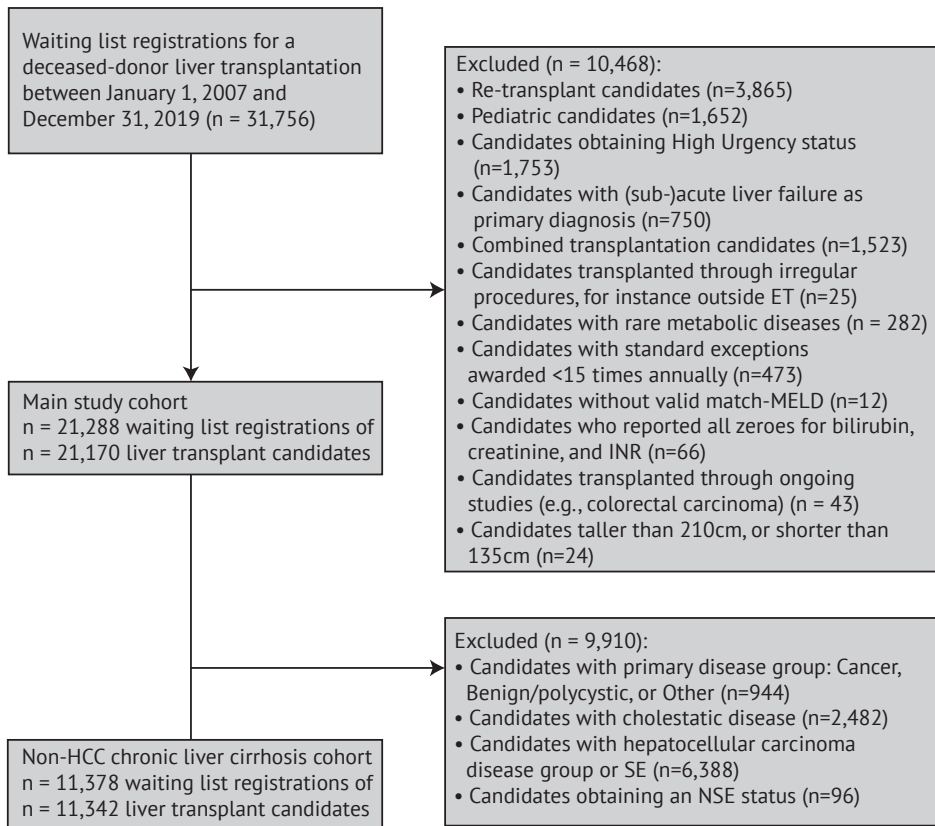 Waiting list registrations for a
deceased-donor liver transplantation
between January 1, 2007 and
December 31, 2019 (n = 31,756)
Excluded (n = 10,468):
• Re-transplant candidates (n=3,865)
• Pediatric candidates (n=1,652)
• Candidates obtaining High Urgency status
(n=1,753)
• Candidates with (sub-)acute liver failure as
primary diagnosis (n=750)
• Combined transplantation candidates (n=1,523)
• Candidates transplanted through irregular
procedures, for instance outside ET (n=25)
• Candidates with rare metabolic diseases (n = 282)
• Candidates with standard exceptions
awarded <15 times annually (n=473)
• Candidates without valid match-MELD (n=12)
• Candidates who reported all zeroes for bilirubin,
creatinine, and INR (n=66)
• Candidates transplanted through ongoing
studies (e.g., colorectal carcinoma) (n = 43)
• Candidates taller than 210cm, or shorter than
135cm (n=24)
Main study cohort
n = 21,288 waiting list registrations of
n = 21,170 liver transplant candidates
Excluded (n = 9,910):
• Candidates with primary disease group: Cancer,
Benign/polycystic, or Other (n=944)
• Candidates with cholestatic disease (n=2,482)
• Candidates with hepatocellular carcinoma
disease group or SE (n=6,388)
• Candidates obtaining an NSE status (n=96)
Non-HCC chronic liver cirrhosis cohort
n = 11,378 waiting list registrations of
n = 11,342 liver transplant candidates